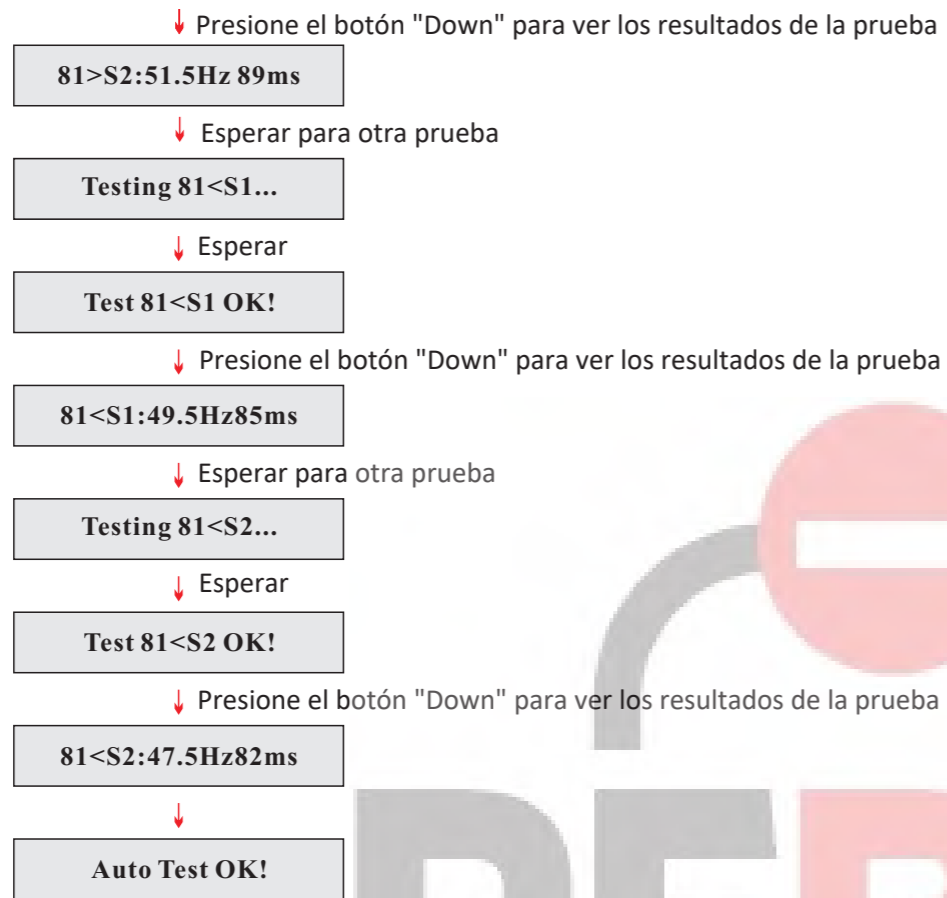 Presione el botón "Down" para ver los resultados de la prueba
81>S2:51.5Hz 89ms
Esperar para otra prueba
Testing 81<S1...
Esperar
Test 81<S1 OK!
Presione el botón "Down" para ver los resultados de la prueba
81<S1:49.5Hz85ms
Esperar para otra prueba
Testing 81<S2...
Esperar
Test 81<S2 OK!
Presione el botón "Down" para ver los resultados de la prueba
81<S2:47.5Hz82ms
Auto Test OK!